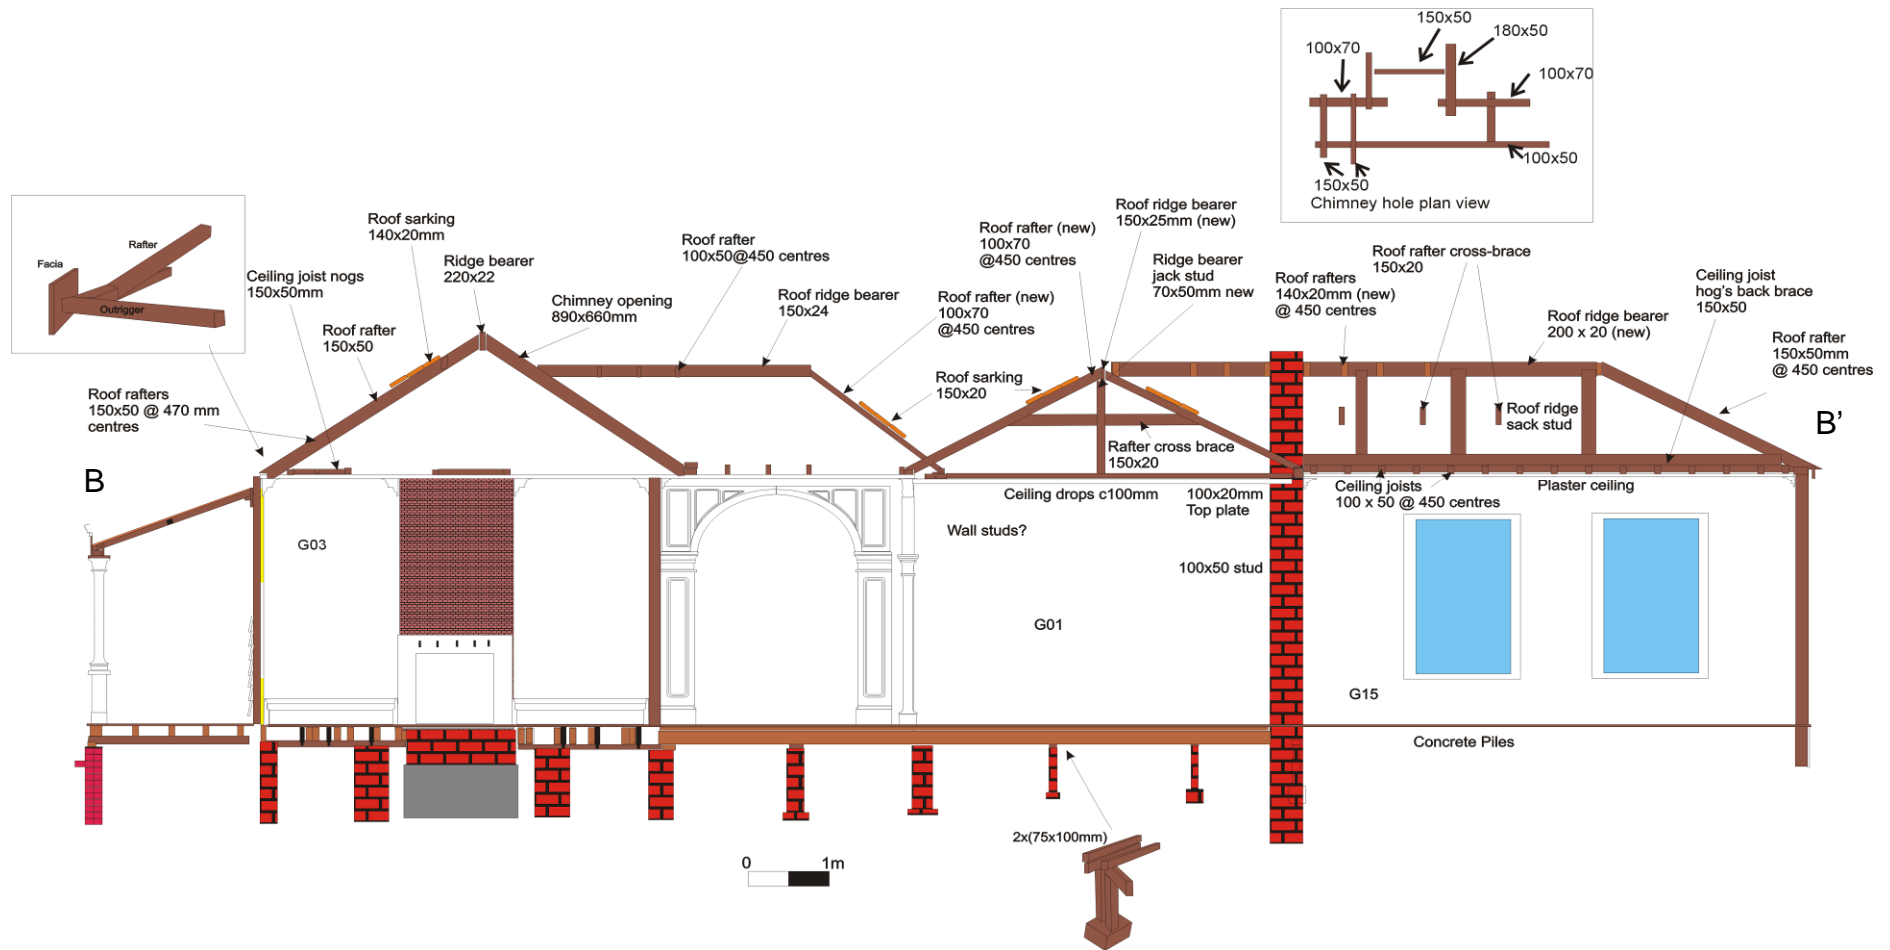 150x50
180x50
100x70
100x70
100x50
150x50
Chimney hole plan view
Rafter
Facia
Outrigger
Roof sarking
140x20mm
Ridge bearer
220x22
Ceiling joist nogs
150x50mm
Roof rafter
150x50
Chimney opening
890x660mm
Roof rafters
150x50 @ 470 mm
centres
Roof rafter
100x50@450 centres
Roof ridge bearer
150x24
Roof rafter (new)
100x70
@450 centres
Roof sarking
150x20
Roof rafter (new)
100x70
@450 centres
Roof ridge bearer
150x25mm (new)
Ridge bearer
jack stud
70x50mm new
Rafter cross brace
150x20
Roof rafters
140x20mm (new)
@ 450 centres
Roof rafter cross-brace
150x20
Roof ridge bearer
200 x 20 (new)
Ceiling joist
hog's back brace
150x50
Roof rafter
150x50mm
@ 450 centres
Roof ridge
sack stud
B
B'
Ceiling drops c100mm
100x20mm
Top plate
Ceiling joists
100 x 50 @ 450 centres
Plaster ceiling
Wall studs?
100x50 stud
G03
G01
G15
Concrete Piles
2x(75x100mm)
0
1m